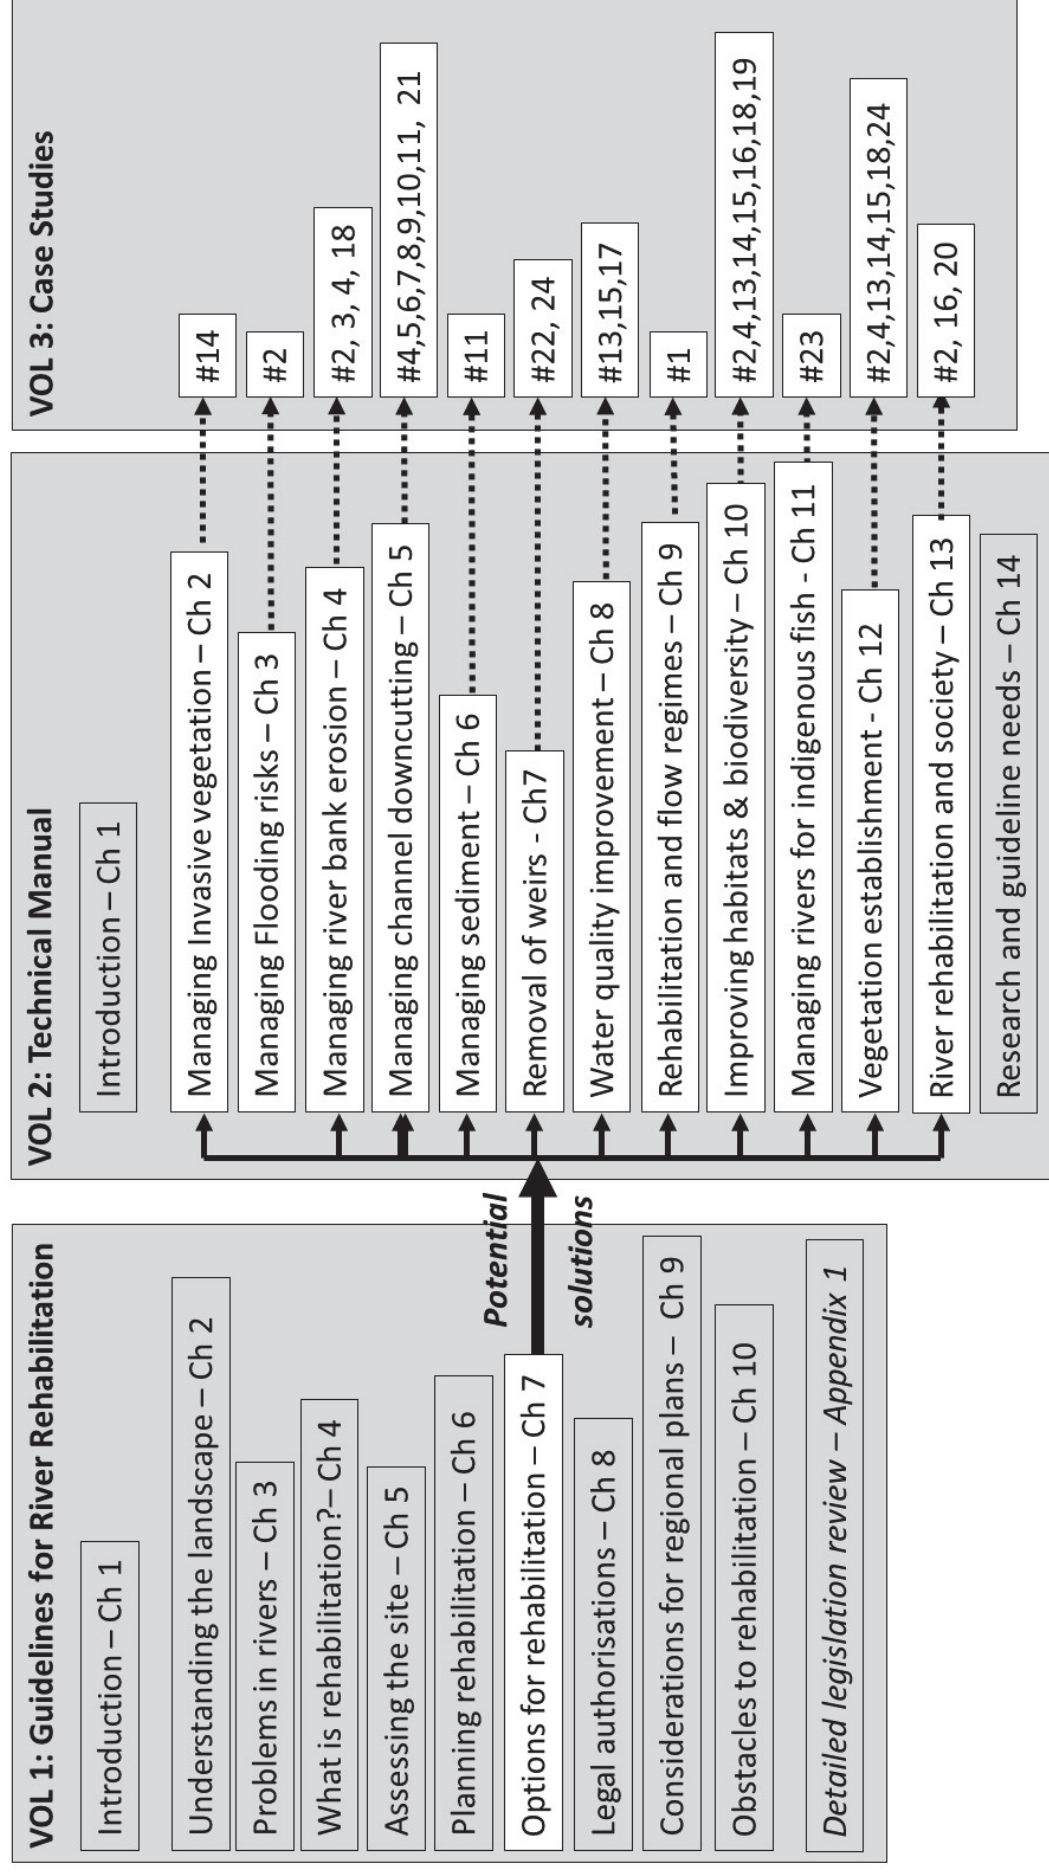 VOL 1: Guidelines for River Rehabilitation
Introduction – Ch 1
Understanding the landscape – Ch 2
Problems in rivers – Ch 3
What is rehabilitation?– Ch 4
Assessing the site – Ch 5
Planning rehabilitation – Ch 6
Options for rehabilitation – Ch 7
Legal authorisations – Ch 8
Considerations for regional plans – Ch 9
Obstacles to rehabilitation – Ch 10
Detailed legislation review – Appendix 1
Potential
solutions
VOL 2: Technical Manual
Introduction – Ch 1
Managing Invasive vegetation – Ch 2
Managing Flooding risks – Ch 3
Managing river bank erosion – Ch 4
Managing channel downcutting – Ch 5
Managing sediment – Ch 6
Removal of weirs - Ch7
Water quality improvement – Ch 8
Rehabilitation and flow regimes – Ch 9
Improving habitats & biodiversity – Ch 10
Managing rivers for indigenous fish - Ch 11
Vegetation establishment - Ch 12
River rehabilitation and society – Ch 13
Research and guideline needs – Ch 14
VOL 3: Case Studies
#14
#2
#2, 3, 4, 18
#4,5,6,7,8,9,10,11, 21
#11
#22, 24
#13,15,17
#1
#2,4,13,14,15,16,18,19
#23
#2,4,13,14,15,18,24
#2, 16, 20